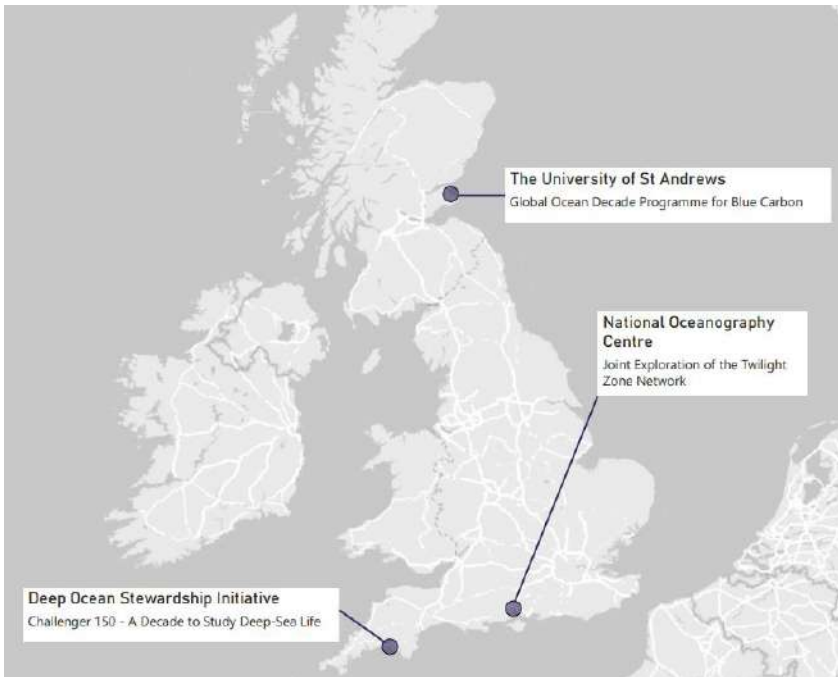 The University of St Andrews
Global Ocean Decade Programme for Blue Carbon
National Oceanography
Centre
Joint Exploration of the Twilight
Zone Network
Deep Ocean Stewardship Initiative
Challenger 150 - A Decade to Study Deep-Sea Life